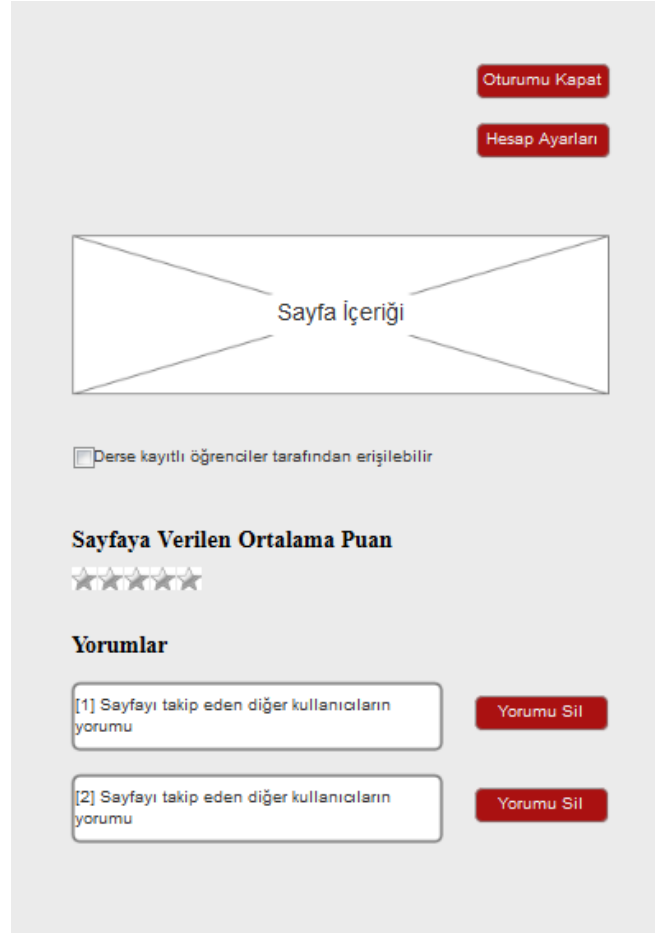 Oturumu Kapat
Hesap Ayarları
Sayfa İçeriği
Derse kayıtlı öğrenciler tarafından erişilebilir
Sayfaya Verilen Ortalama Puan
Yorumlar
[1] Sayfayı takip eden diğer kullanıcıların
yorumu
Yorumu Sil
[2] Sayfayı takip eden diğer kullanıcıların
yorumu
Yorumu Sil